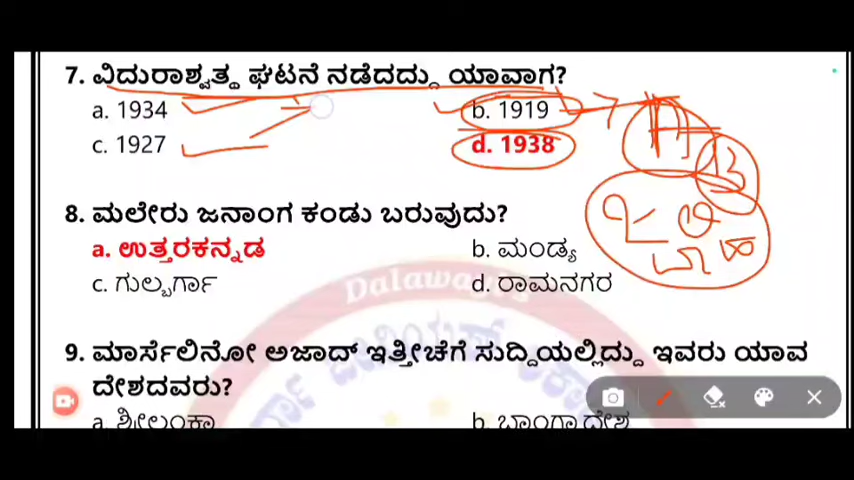 7. ವಿದುರಾಶ್ವತ್ಥ ಘಟನೆ ನಡೆದದ್ದು ಯಾವಾಗ?
a. 1934 b. 1919
c. 1927 d. 1938
8. ಮಲೇರು ಜನಾಂಗ ಕಂಡು ಬರುವುದು?
a. ಉತ್ತರಕನ್ನಡ b. ಮಂಡ್ಯ
c. ಗುಲ್ಬರ್ಗಾ d. ರಾಮನಗರ
Dalawages
9. ಮಾರ್ಸೆಲಿನೋ ಅಜಾದ್ ಇತ್ತೀಚೆಗೆ ಸುದ್ದಿಯಲ್ಲಿದ್ದು ಇವರು ಯಾವ
ದೇಶದವರು?
a. ಶ್ರೀಲಂಕಾ b. ಬಾಂಗ್ಲಾದೇಶ